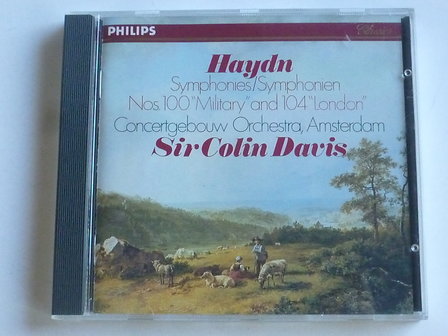 PHILIPS
Haydn
Symphonies/Symphonien
Nos. 100 "Military" and 104 "London"
Concertgebouw Orchestra, Amsterdam
Sir Colin Davis